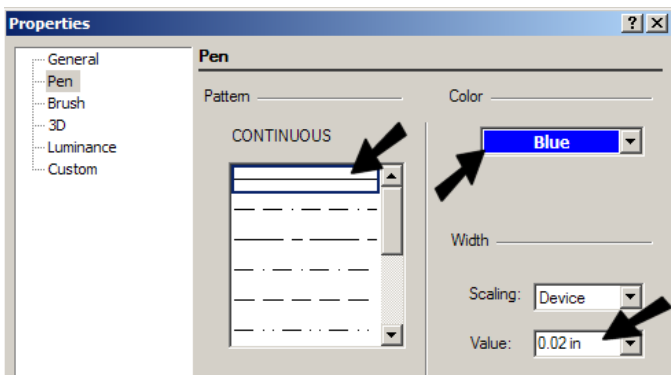 Properties
General
Pen
Brush
3D
Luminance
Custom
Pen
Pattern
CONTINUOUS
Color
Blue
Width
Scaling: Device
Value: 0.02 in